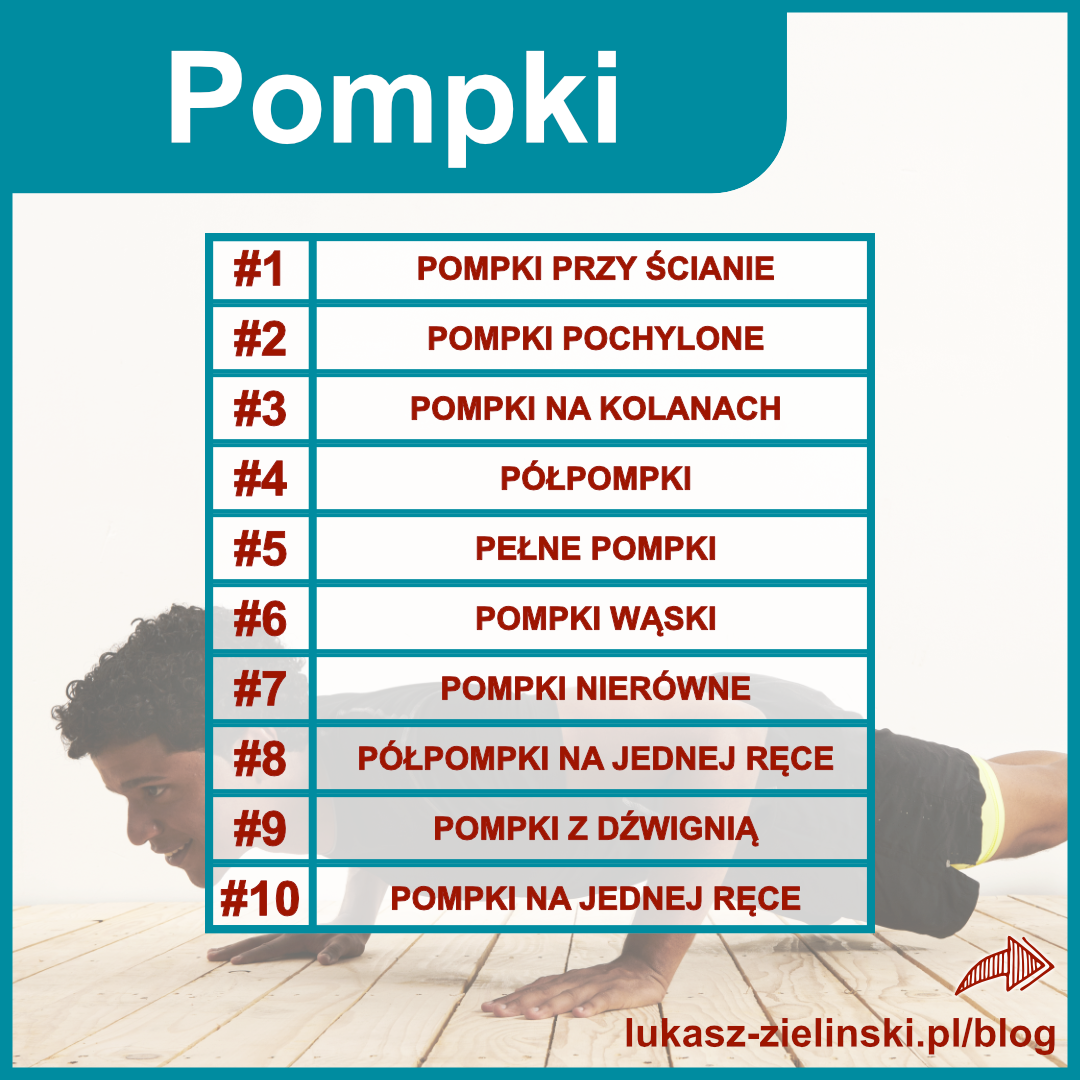 Pompki
#1 POMPKI PRZY ŚCIANIE
#2 POMPKI POCHYLONE
#3 POMPKI NA KOLANACH
#4 PÓŁPOMPKI
#5 PEŁNE POMPKI
#6 POMPKI WĄSKI
#7 POMPKI NIERÓWNE
#8 PÓŁPOMPKI NA JEDNEJ RĘCE
#9 POMPKI Z DŹWIGNIĄ
#10 POMPKI NA JEDNEJ RĘCE
lukasz-zielinski.pl/blog